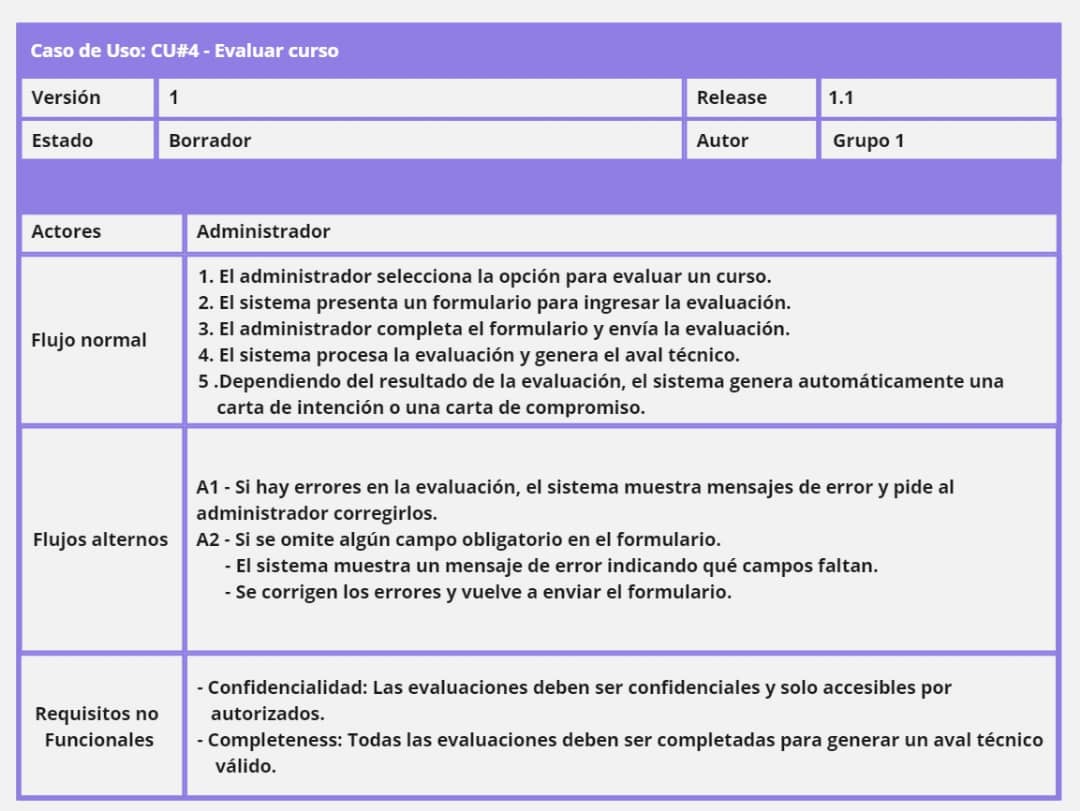 Caso de Uso: CU#4 - Evaluar curso
Versión 1 Release 1.1
Estado Borrador Autor Grupo 1
Actores Administrador
Flujo normal
1. El administrador selecciona la opción para evaluar un curso.
2. El sistema presenta un formulario para ingresar la evaluación.
3. El administrador completa el formulario y envía la evaluación.
4. El sistema procesa la evaluación y genera el aval técnico.
5 .Dependiendo del resultado de la evaluación, el sistema genera automáticamente una
carta de intención o una carta de compromiso.
Flujos alternos
A1 - Si hay errores en la evaluación, el sistema muestra mensajes de error y pide al
administrador corregirlos.
A2 - Si se omite algún campo obligatorio en el formulario.
- El sistema muestra un mensaje de error indicando qué campos faltan.
- Se corrigen los errores y vuelve a enviar el formulario.
Requisitos no
Funcionales
- Confidencialidad: Las evaluaciones deben ser confidenciales y solo accesibles por
autorizados.
- Completeness: Todas las evaluaciones deben ser completadas para generar un aval técnico
válido.